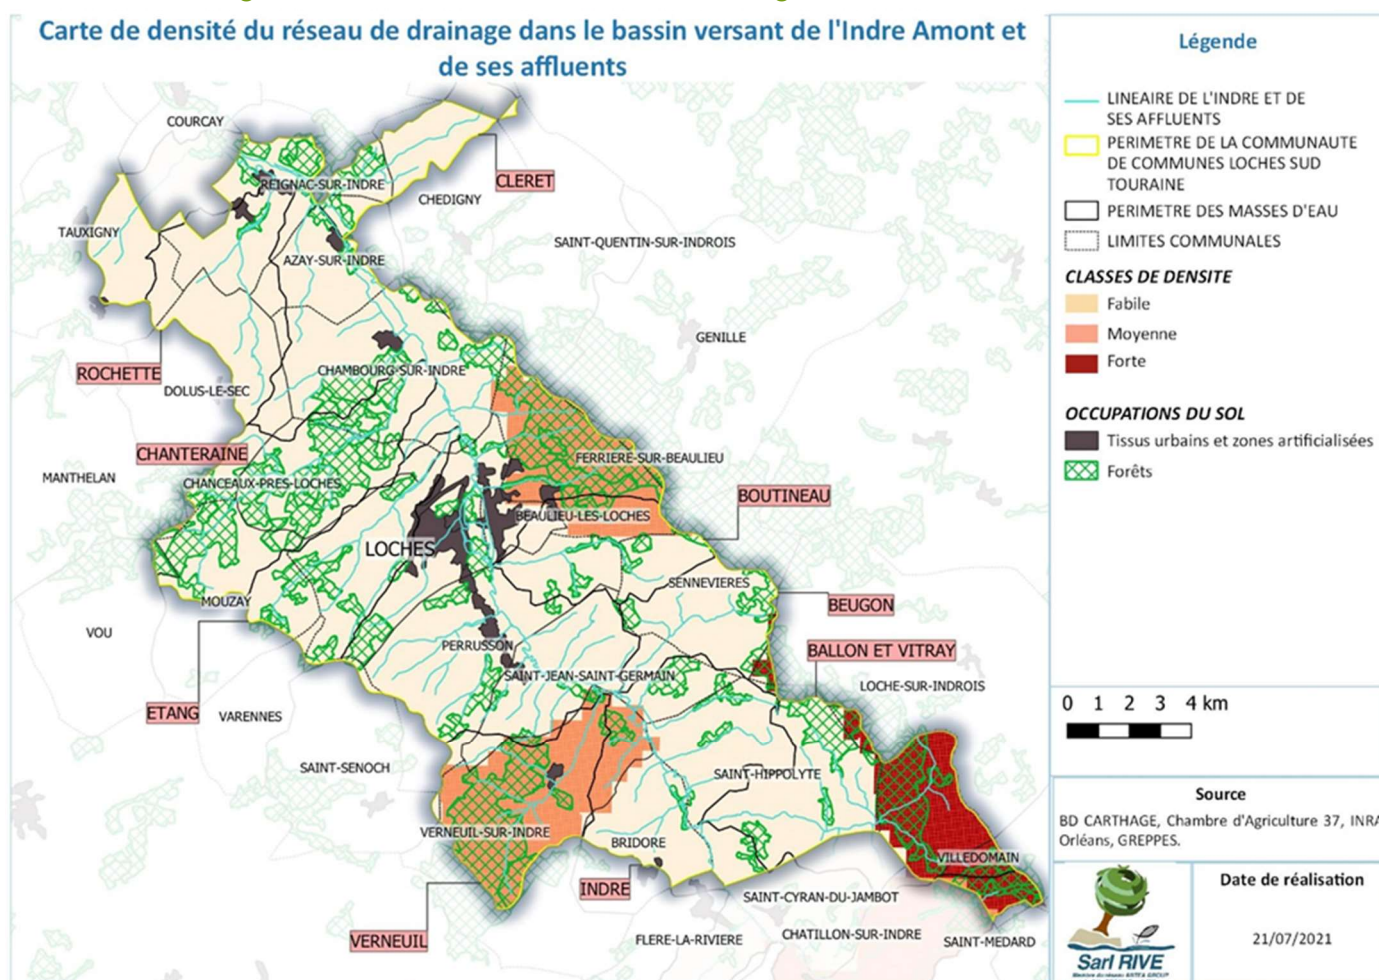 Carte de densité du réseau de drainage dans le bassin versant de l'Indre Amont et
de ses affluents
COURCAY
CLERET
REIGNAC-SUR-INDRE
CHEDIGNY
TAUXIGNY
SAINT-QUENTIN-SUR-INDROIS
AZAY-SUR-INDRE
GENILLE
ROCHETTE
CHAMBOURG-SUR-INDRE
DOLUS-LE-SEC
CHANTERAINE
FERRIERE-SUR-BEAULIEU
MANTHELAN
CHANCEAUX-PRES-LOCHES
BOUTINEAU
BEAULIEU-LES-LOCHES
LOCHES
SENNEVIERES
MOUZAY
BEUGON
VOU
PERRUSSON
BALLON ET VITRAY
SAINT-JEAN-SAINT-GERMAIN
LOCHE-SUR-INDROIS
ETANG
VARENNES
SAINT-SENOCH
SAINT-HIPPOLYTE
VERNEUIL-SUR-INDRE
BRIDORE
VILLEDOMAIN
INDRE
SAINT-CYRAN-DU-JAMBOT
VERNEUIL
FLERE-LA-RIVIERE
CHATILLON-SUR-INDRE
SAINT-MEDARD
Légende
LINEAIRE DE L'INDRE ET DE
SES AFFLUENTS
PERIMETRE DE LA COMMUNAUTE
DE COMMUNES LOCHES SUD
TOURAINE
PERIMETRE DES MASSES D'EAU
LIMITES COMMUNALES
CLASSES DE DENSITE
Fabile
Moyenne
Forte
OCCUPATIONS DU SOL
Tissus urbains et zones artificialisées
Forêts
0 1 2 3 4 km
Source
BD CARTHAGE, Chambre d'Agriculture 37, INRA
Orléans, GREPPES.
Sarl RIVE
Date de réalisation
21/07/2021